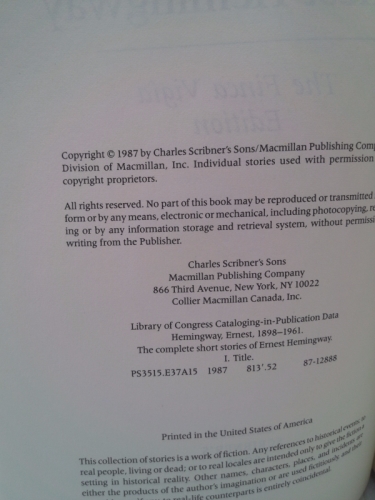 Copyright © 1987 by Charles Scribner's Sons/Macmillan Publishing
Division of Macmillan, Inc. Individual stories used with permission
copyright proprietors.
All rights reserved. No part of this book may be reproduced or transmitted
form or by any means, electronic or mechanical, including photocopying,
ing or by any information storage and retrieval system, without
writing from the Publisher.
Charles Scribner's Sons
Macmillan Publishing Company
866 Third Avenue, New York, NY 10022
Collier Macmillan Canada, Inc.
Library of Congress Cataloging-in-Publication Data
Hemingway, Ernest, 1898–1961.
The complete short stories of Ernest Hemingway.
I. Title.
PS3515.E37A15 1987 813'.52 87-12888
Printed in the United States of America
This collection of stories is a work of fiction. Any references to historical events, to
real people, living or dead; or to real locales are intended only to give the fiction a
setting in historical reality. Other names, characters, places, and incidents are
either the products of the author's imagination or are used fictitiously, and their
to real-life counterparts is entirely coincidental.